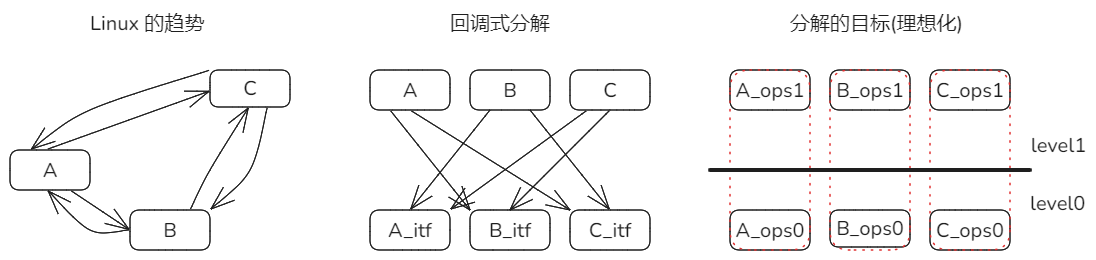 Linux 的趋势
C
A
B
回调式分解
A
B
C
A_itf
B_itf
C_itf
分解的目标(理想化)
A_ops1
B_ops1
C_ops1
level1
level0
A_ops0
B_ops0
C_ops0